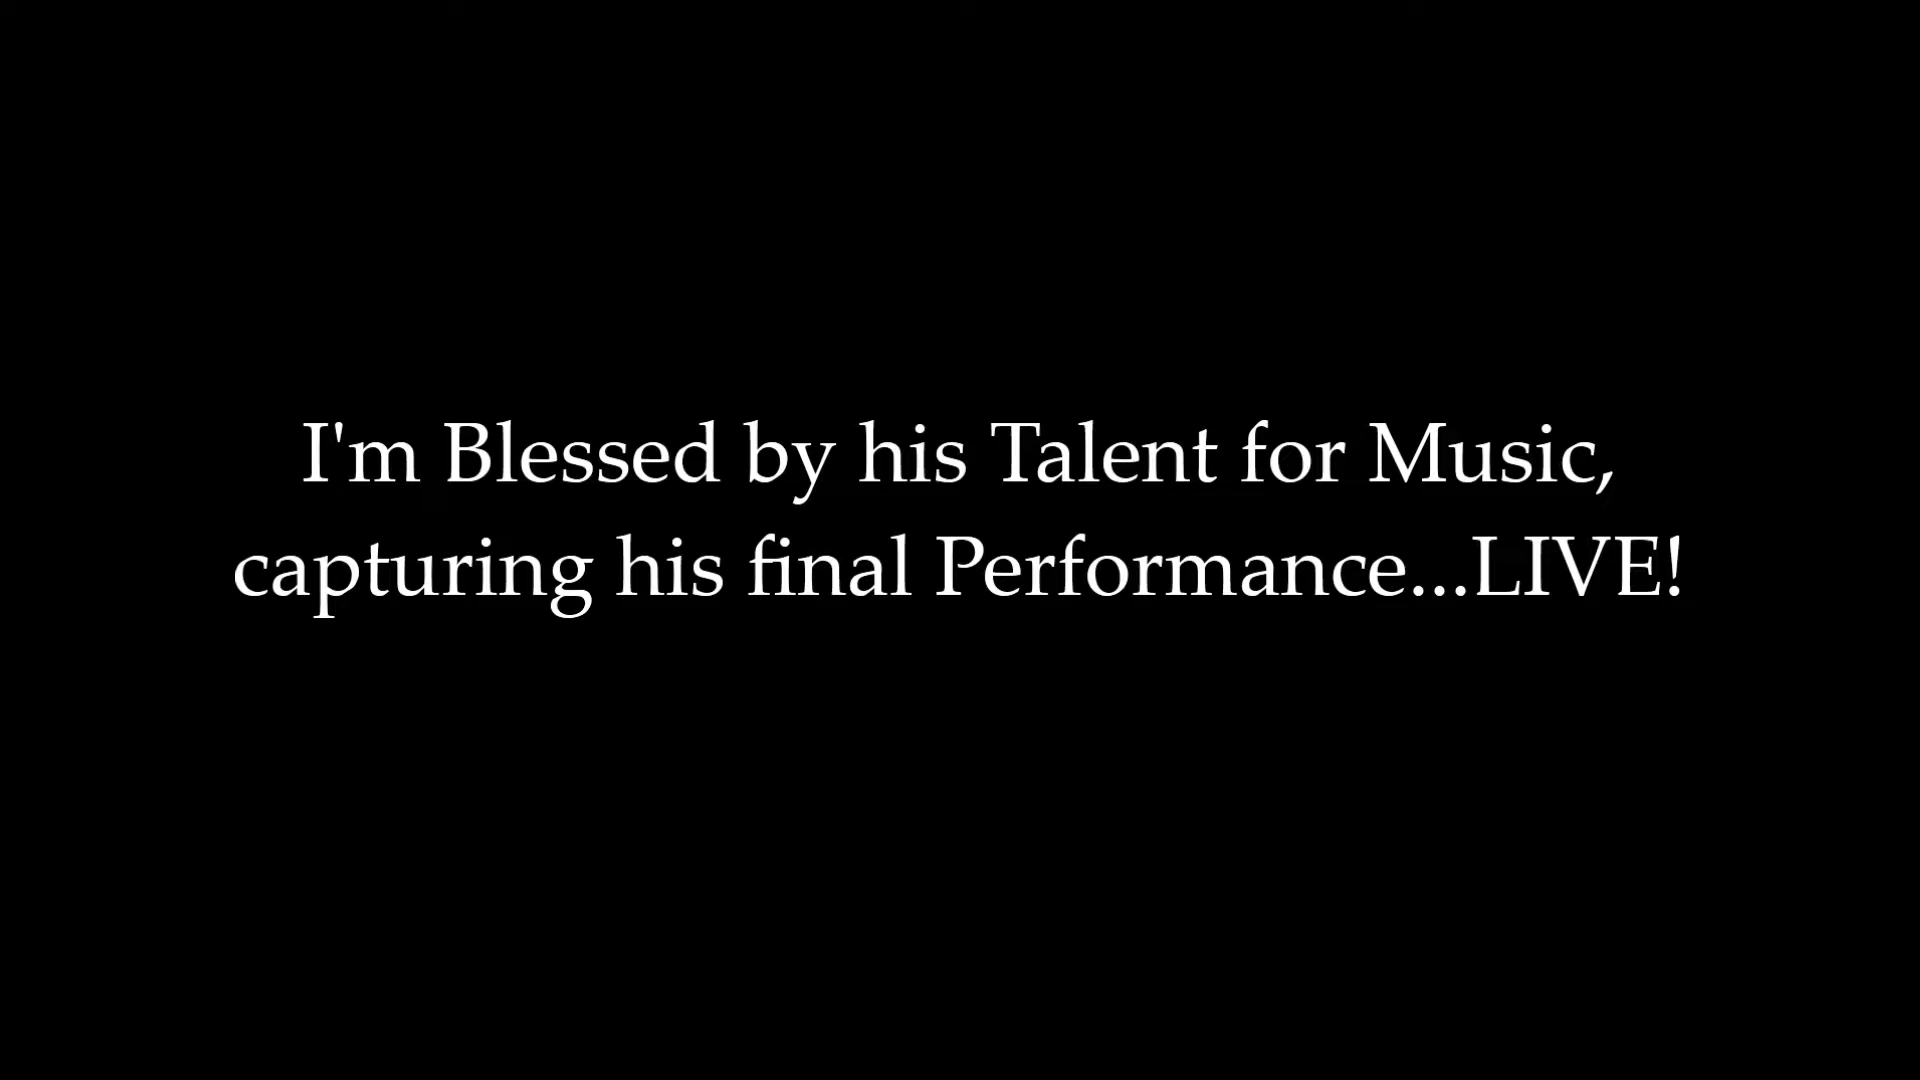 I'm Blessed by his Talent for Music,
capturing his final Performance...LIVE!